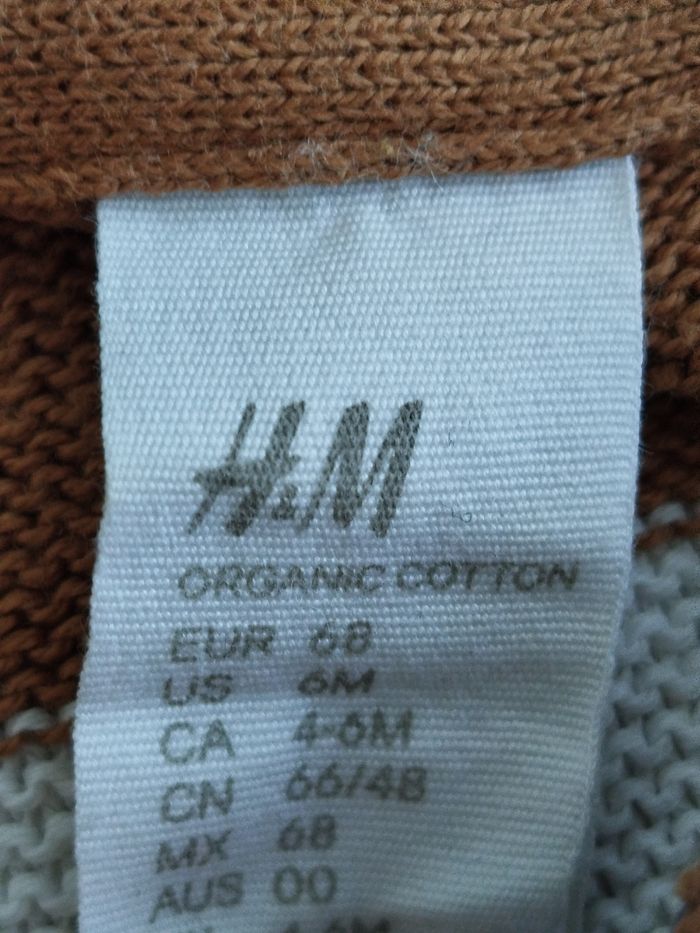 H&M
ORGANIC COTTON
EUR 68
US 6M
CA 4-6M
CN 66/48
MX 68
AUS 00